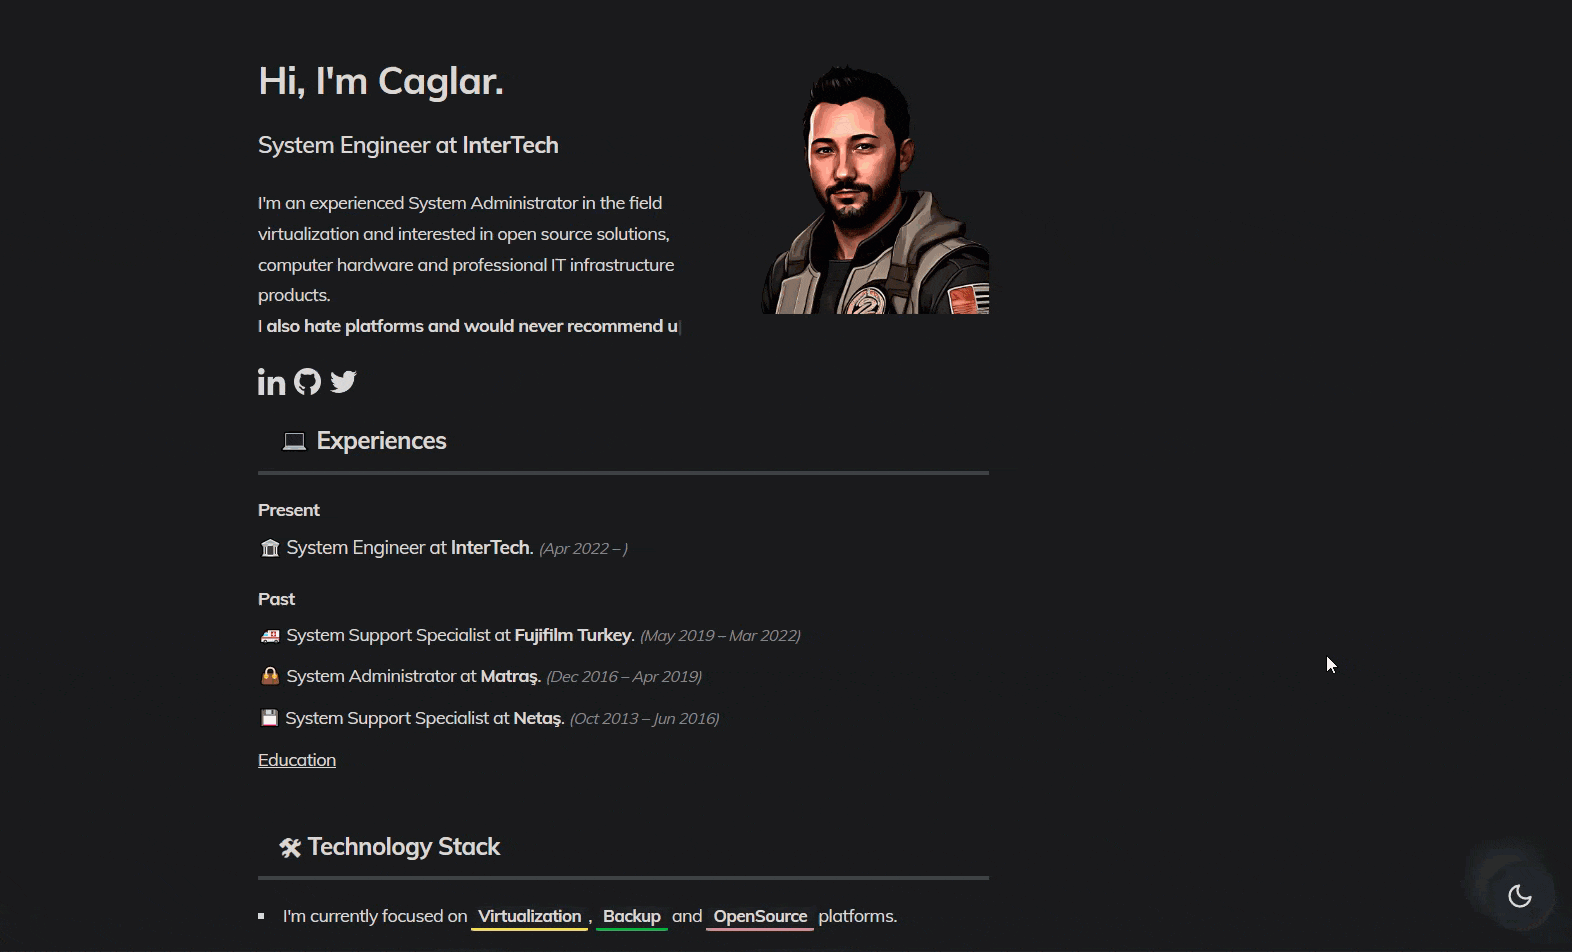 Hi, I'm Caglar.
System Engineer at InterTech
I'm an experienced System Administrator in the field
virtualization and interested in open source solutions,
computer hardware and professional IT infrastructure
products.
I also hate platforms and would never recommend u
Experiences
Present
System Engineer at InterTech. (Apr 2022 – )
Past
System Support Specialist at Fujifilm Turkey. (May 2019 – Mar 2022)
System Administrator at Matraş. (Dec 2016 – Apr 2019)
System Support Specialist at Netaş. (Oct 2013 – Jun 2016)
Education
Technology Stack
I'm currently focused on Virtualization , Backup and OpenSource platforms.